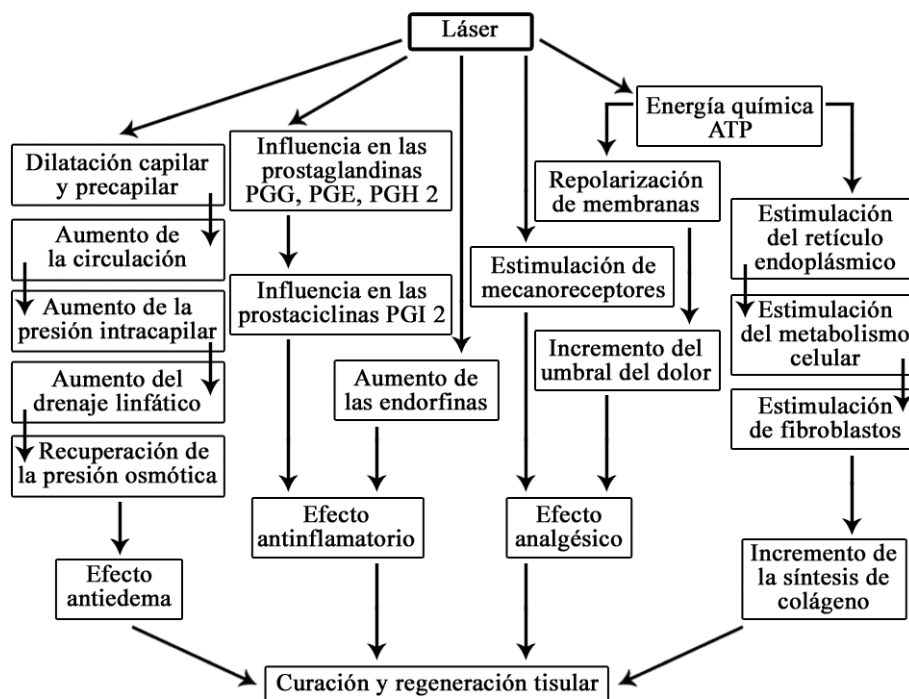 Láser
Energía química
ATP
Dilatación capilar
y precapilar
Influencia en las
prostaglandinas
PGG, PGE, PGH 2
Repolarización
de membranas
Aumento de
la circulación
Estimulación
del retículo
endoplásmico
Estimulación de
mecanoreceptores
Aumento de la
presión intracapilar
Influencia en las
prostaciclinas PGI 2
Estimulación
del metabolismo
celular
Incremento del
umbral del dolor
Aumento del
drenaje linfático
Aumento de
las endorfinas
Estimulación
de fibroblastos
Recuperación de
la presión osmótica
Efecto
antinflamatorio
Efecto
analgésico
Efecto
antiedema
Incremento de
la síntesis de
colágeno
Curación y regeneración tisular